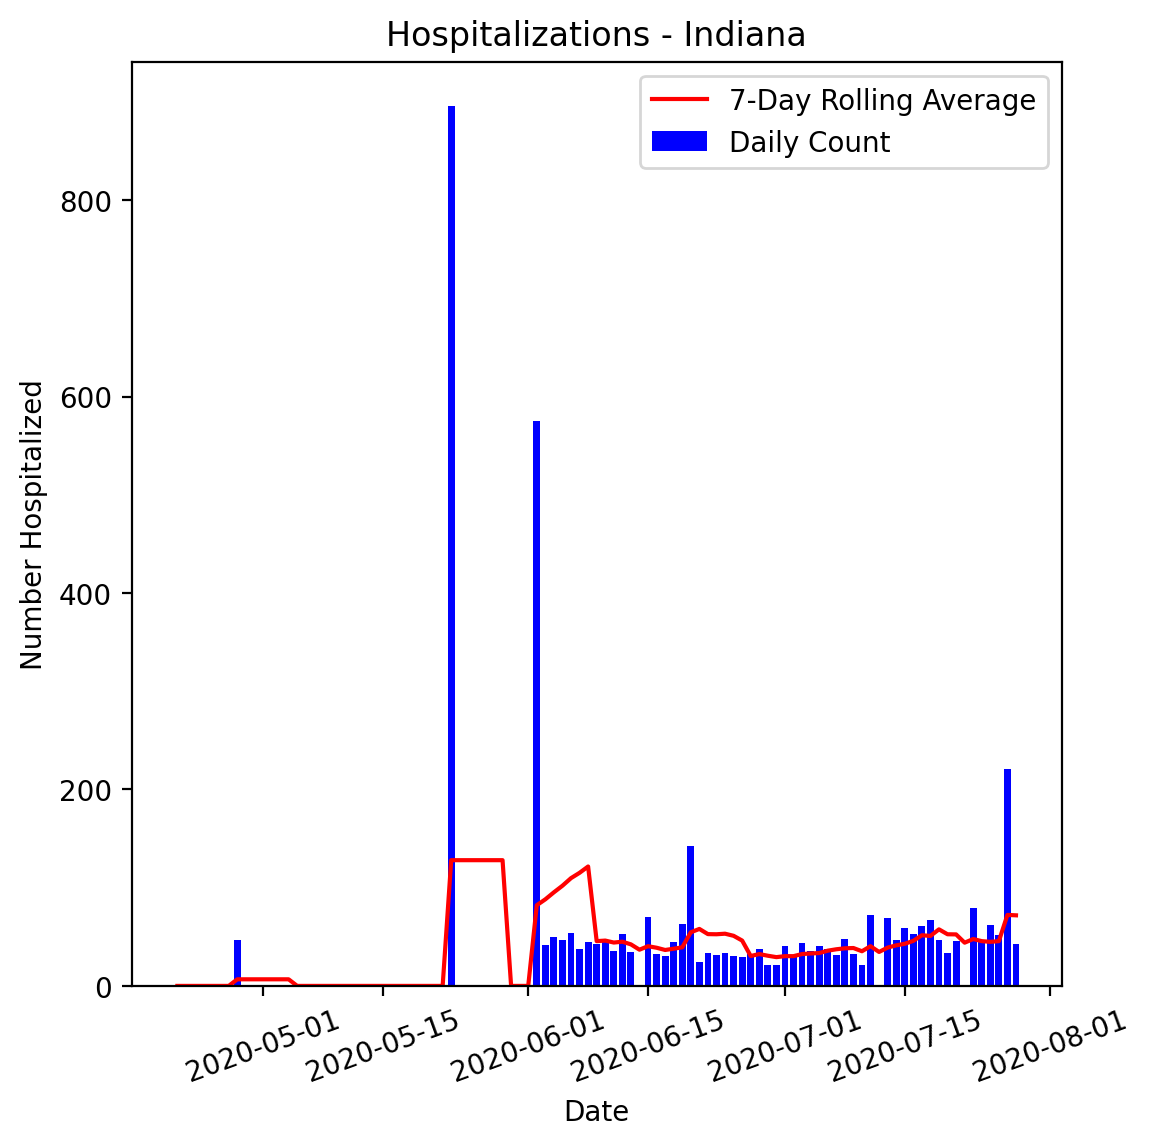 Hospitalizations - Indiana
7-Day Rolling Average
Daily Count
Number Hospitalized
800
600
400
200
0
2020-05-01
2020-05-15
2020-06-01
2020-06-15
2020-07-01
2020-07-15
2020-08-01
Date